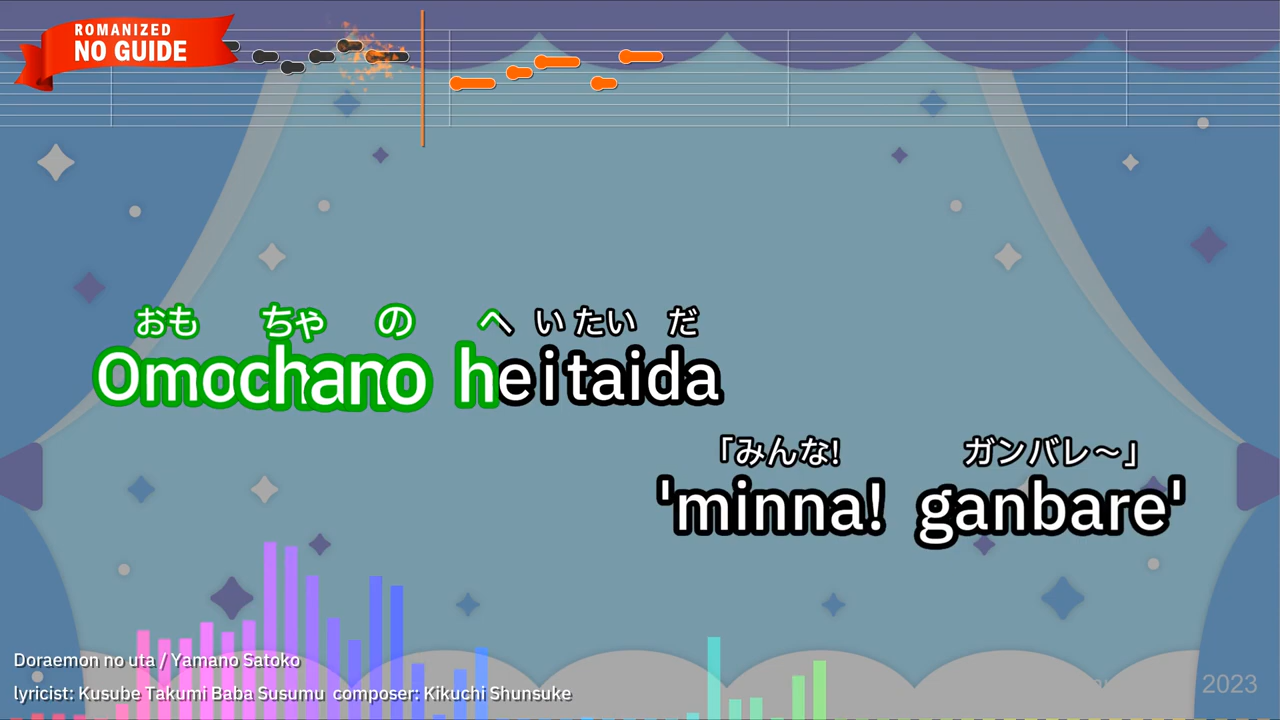 ROMANIZED
NO GUIDE
おもちゃのへいたいだ
Omochano heitaida
「みんな! ガンバレ～」
'minna! ganbare'
Doraemon no uta / Yamano Satoko
lyricist: Kusube Takumi Baba Susumu composer: Kikuchi Shunsuke
2023